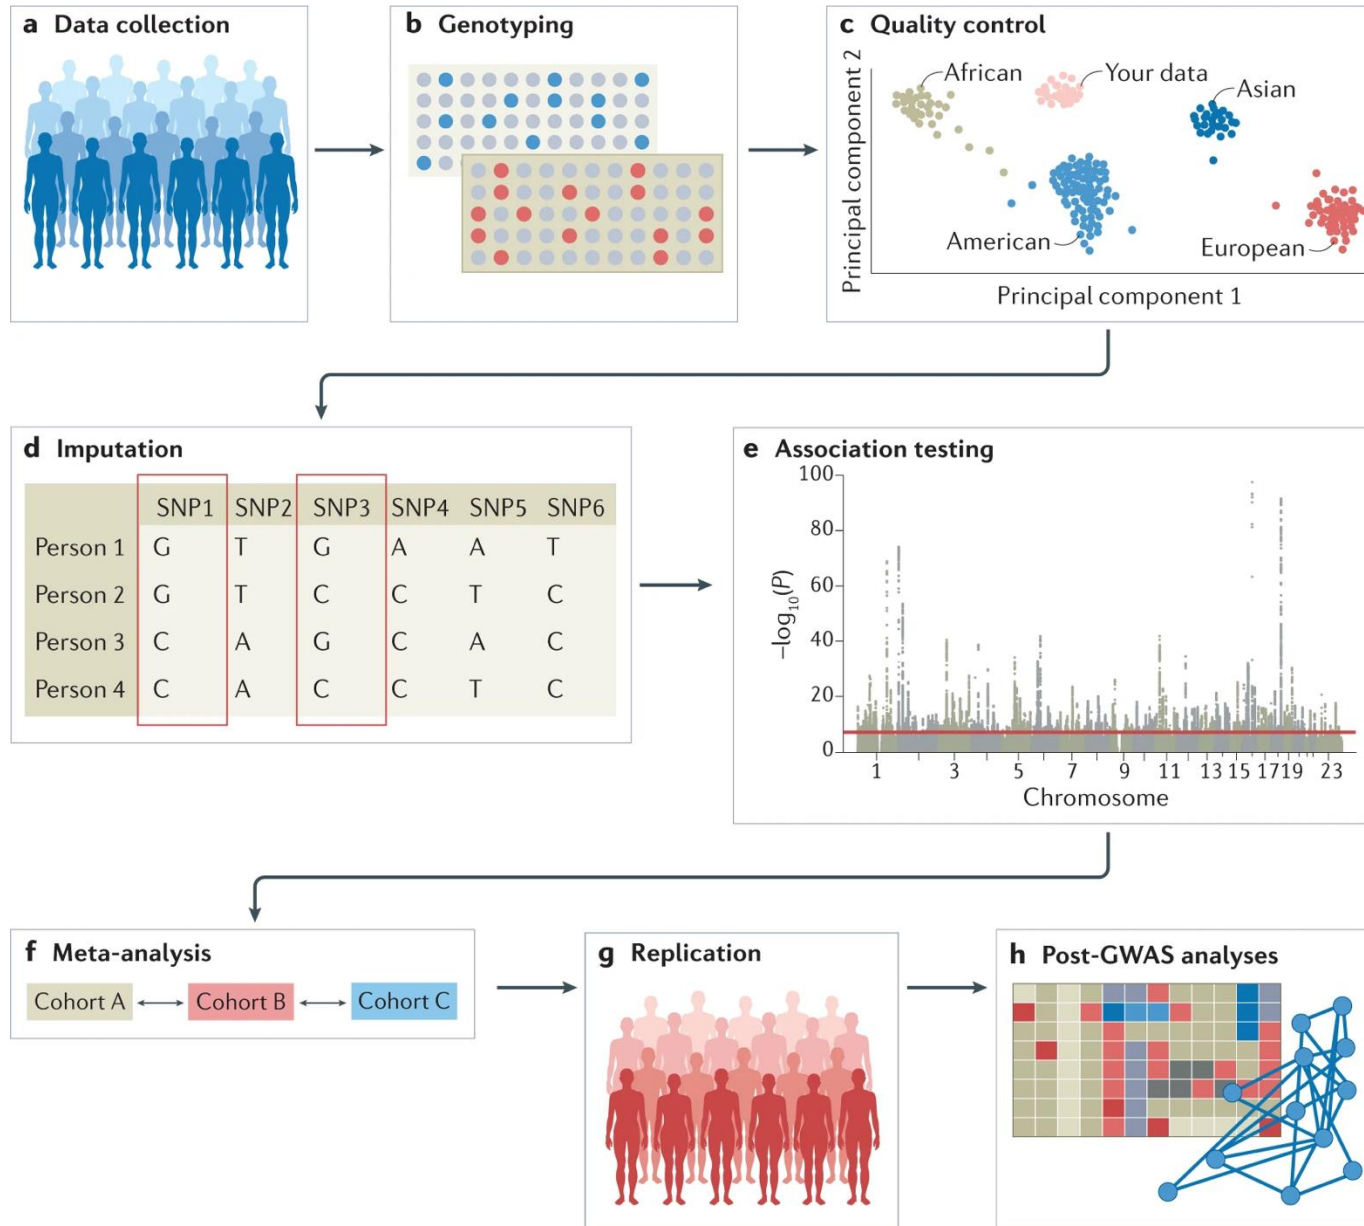 a Data collection
b Genotyping
c Quality control
Principal component 2
African
Your data
Asian
American
European
Principal component 1
d Imputation
SNP1 SNP2 SNP3 SNP4 SNP5 SNP6
Person 1 G T G A A T
Person 2 G T C C T C
Person 3 C A G C A C
Person 4 C A C C T C
e Association testing
–log10(P)
100
80
60
40
20
0
1 3 5 7 9 11 13 15 17 19 23
Chromosome
f Meta-analysis
Cohort A Cohort B Cohort C
g Replication
h Post-GWAS analyses